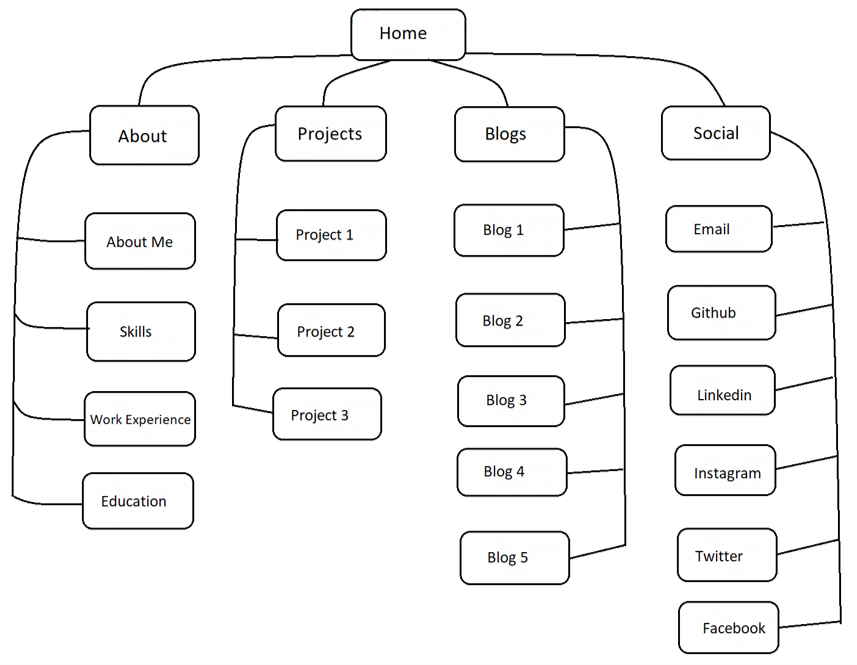 Home
About
Projects
Blogs
Social
About Me
Skills
Work Experience
Education
Project 1
Project 2
Project 3
Blog 1
Blog 2
Blog 3
Blog 4
Blog 5
Email
Github
Linkedin
Instagram
Twitter
Facebook